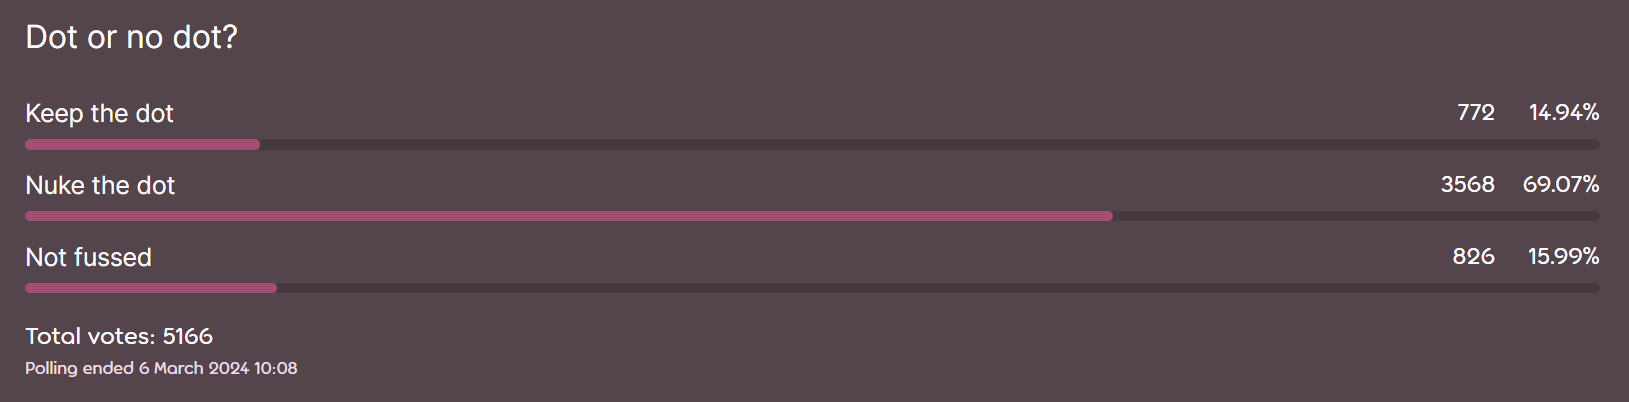 Dot or no dot?
Keep the dot 772 14.94%
Nuke the dot 3568 69.07%
Not fussed 826 15.99%
Total votes: 5166
Polling ended 6 March 2024 10:08